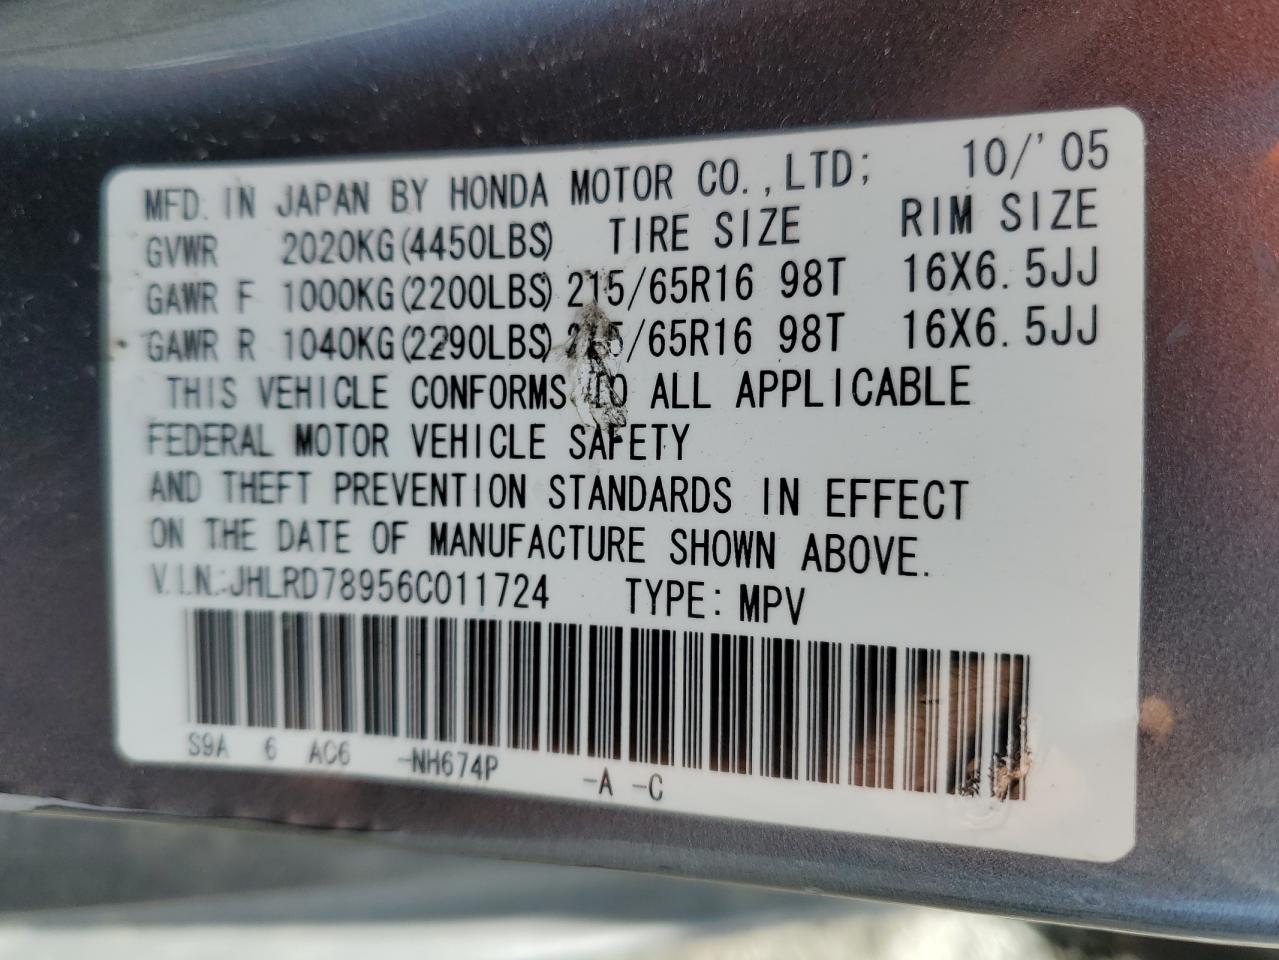 MFD. IN JAPAN BY HONDA MOTOR CO.,LTD; 10/'05
GVWR 2020KG(4450LBS) TIRE SIZE RIM SIZE
GAWR F 1000KG(2200LBS) 215/65R16 98T 16X6.5JJ
GAWR R 1040KG(2290LBS) 215/65R16 98T 16X6.5JJ
THIS VEHICLE CONFORMS TO ALL APPLICABLE
FEDERAL MOTOR VEHICLE SAFETY
AND THEFT PREVENTION STANDARDS IN EFFECT
ON THE DATE OF MANUFACTURE SHOWN ABOVE.
V.I.N.:JHLRD78956C011724 TYPE: MPV
S9A 6 AC6 -NH674P -A -C